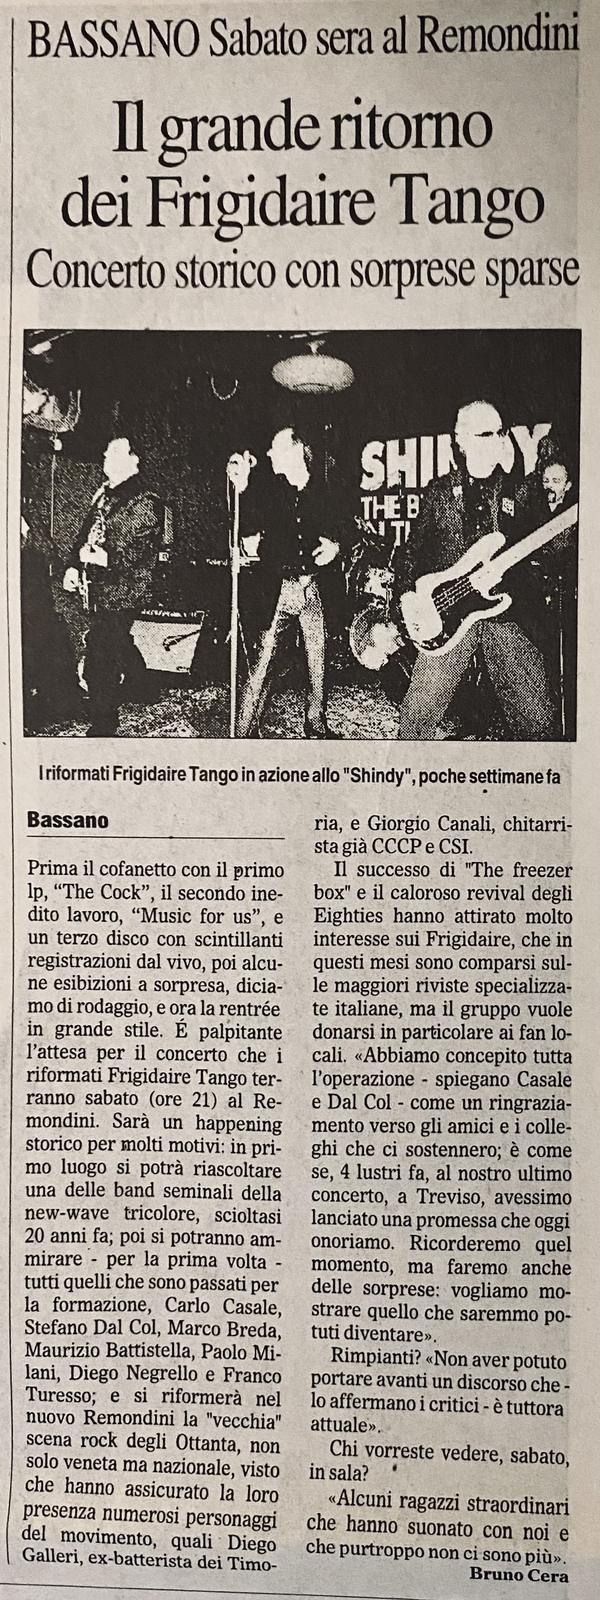 BASSANO Sabato sera al Remondini
Il grande ritorno
dei Frigidaire Tango
Concerto storico con sorprese sparse
SHINDY
THE B
IN TH
I riformati Frigidaire Tango in azione allo "Shindy", poche settimane fa
Bassano
Prima il cofanetto con il primo
lp, “The Cock”, il secondo ine-
dito lavoro, “Music for us”, e
un terzo disco con scintillanti
registrazioni dal vivo, poi alcu-
ne esibizioni a sorpresa, dicia-
mo di rodaggio, e ora la rentrée
in grande stile. É palpitante
l'attesa per il concerto che i
riformati Frigidaire Tango ter-
ranno sabato (ore 21) al Re-
mondini. Sarà un happening
storico per molti motivi: in pri-
mo luogo si potrà riascoltare
una delle band seminali della
new-wave tricolore, scioltasi
20 anni fa; poi si potranno am-
mirare - per la prima volta -
tutti quelli che sono passati per
la formazione, Carlo Casale,
Stefano Dal Col, Marco Breda,
Maurizio Battistella, Paolo Mi-
lani, Diego Negrello e Franco
Turesso; e si riformerà nel
nuovo Remondini la "vecchia"
scena rock degli Ottanta, non
solo veneta ma nazionale, visto
che hanno assicurato la loro
presenza numerosi personaggi
del movimento, quali Diego
Galleri, ex-batterista dei Timo-
ria, e Giorgio Canali, chitarri-
sta già CCCP e CSI.
Il successo di "The freezer
box" e il caloroso revival degli
Eighties hanno attirato molto
interesse sui Frigidaire, che in
questi mesi sono comparsi sul-
le maggiori riviste specializza-
te italiane, ma il gruppo vuole
donarsi in particolare ai fan lo-
cali. «Abbiamo concepito tutta
l'operazione - spiegano Casale
e Dal Col - come un ringrazia-
mento verso gli amici e i colle-
ghi che ci sostennero; è come
se, 4 lustri fa, al nostro ultimo
concerto, a Treviso, avessimo
lanciato una promessa che oggi
onoriamo. Ricorderemo quel
momento, ma faremo anche
delle sorprese: vogliamo mo-
strare quello che saremmo po-
tuti diventare».
Rimpianti? «Non aver potuto
portare avanti un discorso che -
lo affermano i critici - è tuttora
attuale».
Chi vorreste vedere, sabato,
in sala?
«Alcuni ragazzi straordinari
che hanno suonato con noi e
che purtroppo non ci sono più».
Bruno Cera